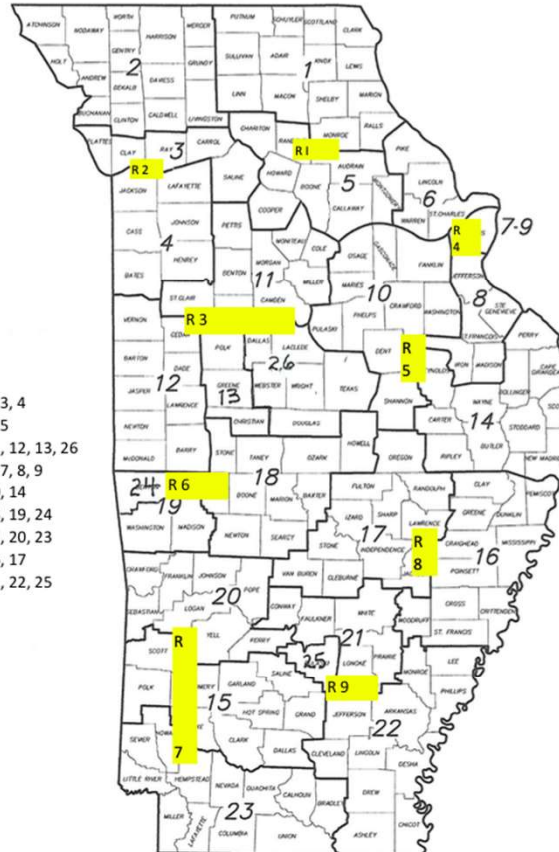 ATCHINSON NODAWAY WORTH HARRISON MERCER PUTNUM SCHUYLER SCOTLAND CLARK
GENTRY SULLIVAN ADAIR KNOX LEWIS
HOLT ANDREW 2 DAVIESS GRUNDY 1
DEKALB LINN MACON SHELBY MARION
BUCHANAN CLINTON CALDWELL LIVINGSTON
CHARITON MONROE RALLS
PLATTES CLAY RAY 3 CARROL R 1 PIKE
R 2 SALINE HOWARD AUDRAIN
JACKSON LAFAYETTE BOONE 5 MONTGOMERY LINCOLN
COOPER CALLAWAY 6
CASS JOHNSON PETTIS WARREN ST.CHARLES R 4 7-9
4 MONITEAU COLE OSAGE GASCONADE
HENREY MORGAN FRANKLIN JEFFERSON
BATES BENTON 11 MILLER MARIES 10 8
ST.CLAIR CAMDEN CRAWFORD WASHINGTON STE GENEVIEVE
VERNON R 3 PHELPS ST.FRANCOIS
CEDAR DALLAS LACLEDE PULASKI PERRY
BARTON POLK 26 DENT R 5 IRON MADISON
DADE BOLLINGER
3, 4
5
12 GREENE WEBSTER WRIGHT TEXAS SHANNON WAYNE
JASPER LAWRENCE 13 14
, 12, 13, 26
CHRISTIAN DOUGLAS CARTER STODDARD
NEWTON HOWELL BUTLER
7, 8, 9
McDONALD BARRY STONE TANEY OZARK OREGON RIPLEY NEW MADRID
, 14
18
24 R 6 FULTON RANDOLPH CLAY PEMISCO
, 19, 24
19 BOONE MARION BAXTER GREENE DUNKLIN
, 20, 23
WASHINGTON MADISON IZARD SHARP LAWRENCE
, 17
NEWTON SEARCY STONE 17 INDEPENDENCE R 8 CRAIGHEAD MISSISSIPPI
, 22, 25
16
CRAWFORD FRANKLIN JOHNSON VAN BUREN CLEBURNE POINSETT
POPE
20 CONWAY WHITE CROSS CRITTENDEN
SEBASTIAN LOGAN FAULKNER WOODRUFF
R YELL 21 ST. FRANCIS
SCOTT PERRY 25 LONOKE PRAIRIE LEE
SALINE MONROE
POLK GARLAND R 9 PHILLIPS
15
HOT SPRING GRAND JEFFERSON ARKANSAS
7 CLARK 22
SEVIER DALLAS CLEVELAND LINCOLN DESHA
LITTLE RIVER HEMPSTEAD NEVADA OUACHITA CALHOUN DREW
BRADLEY
MILLER LAFAYETTE 23
COLUMBIA UNION ASHLEY CHICOT